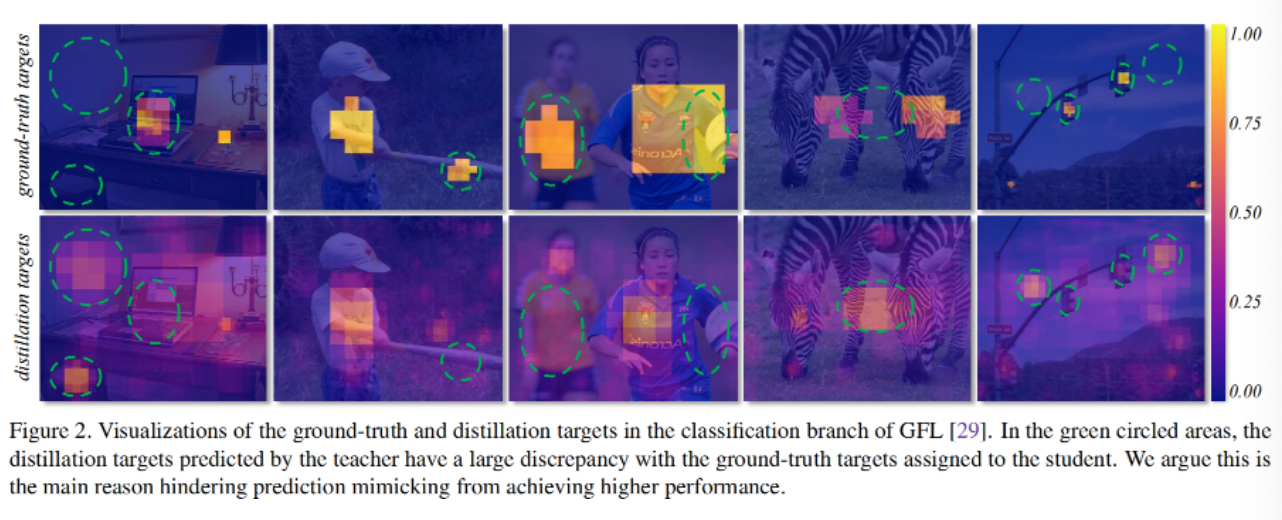 ground-truth targets
distillation targets
1.00
0.75
0.50
0.25
0.00
Figure 2. Visualizations of the ground-truth and distillation targets in the classification branch of GFL [29]. In the green circled areas, the
distillation targets predicted by the teacher have a large discrepancy with the ground-truth targets assigned to the student. We argue this is
the main reason hindering prediction mimicking from achieving higher performance.